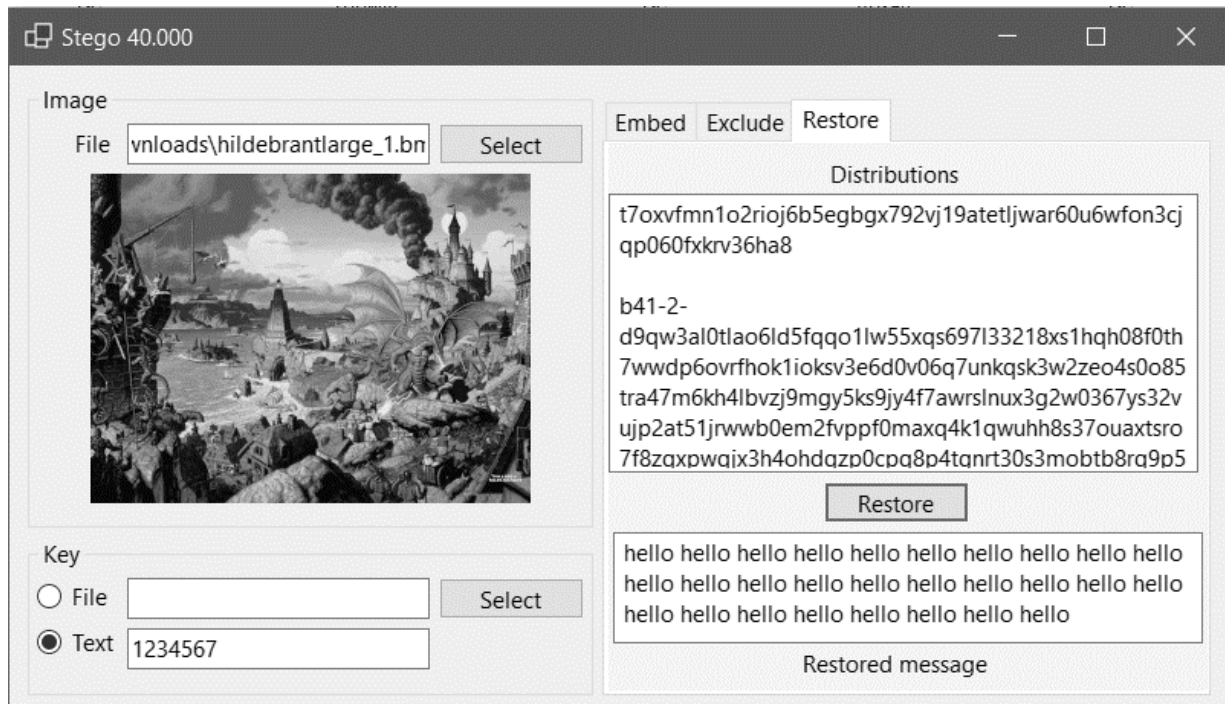 Stego 40.000
Image
File
vnloads\hildebrantlarge_1.bm
Select
Key
File
Select
Text
1234567
Embed
Exclude
Restore
Distributions
t7oxvfmn1o2rioj6b5egbgx792vj19atetljwar60u6wfon3cj
qp060fxkrv36ha8
b41-2-
d9qw3al0tlao6ld5fqqo1lw55xqs697l33218xs1hqh08f0th
7wwdp6ovrfhok1ioksv3e6d0v06q7unkqsk3w2zeo4s0o85
tra47m6kh4lbvzj9mgy5ks9jy4f7awrslnux3g2w0367ys32v
ujp2at51jrwwb0em2fvppf0maxq4k1qwuhh8s37ouaxtsro
7f8zqxpwqjx3h4ohdqzp0cpq8p4tqnrt30s3mobtb8rq9p5
Restore
hello hello hello hello hello hello hello hello hello hello
hello hello hello hello hello hello hello hello hello hello
hello hello hello hello hello hello hello hello
Restored message